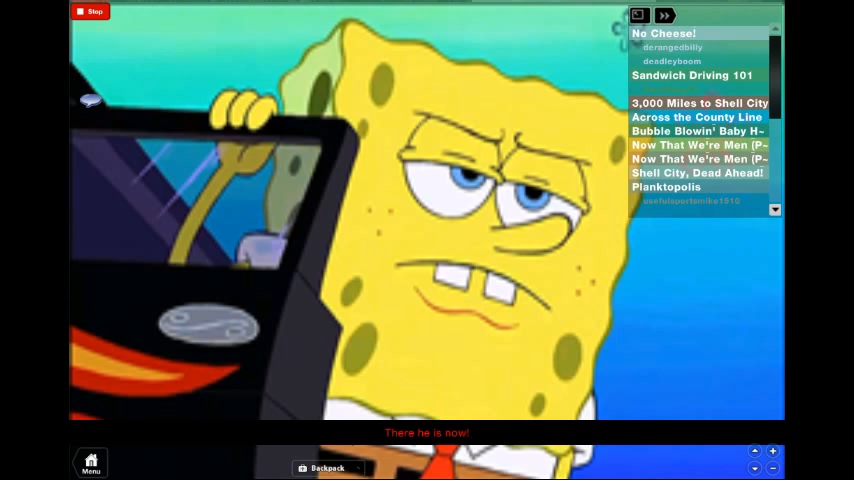 Stop
No Cheese!
derangedbilly
deadleyboom
Sandwich Driving 101
3,000 Miles to Shell City
Across the County Line
Bubble Blowin' Baby H~
Now That We're Men (P~
Now That We're Men (P~
Shell City, Dead Ahead!
Planktopolis
usefulsportsmike1510
There he is now!
Menu
Backpack